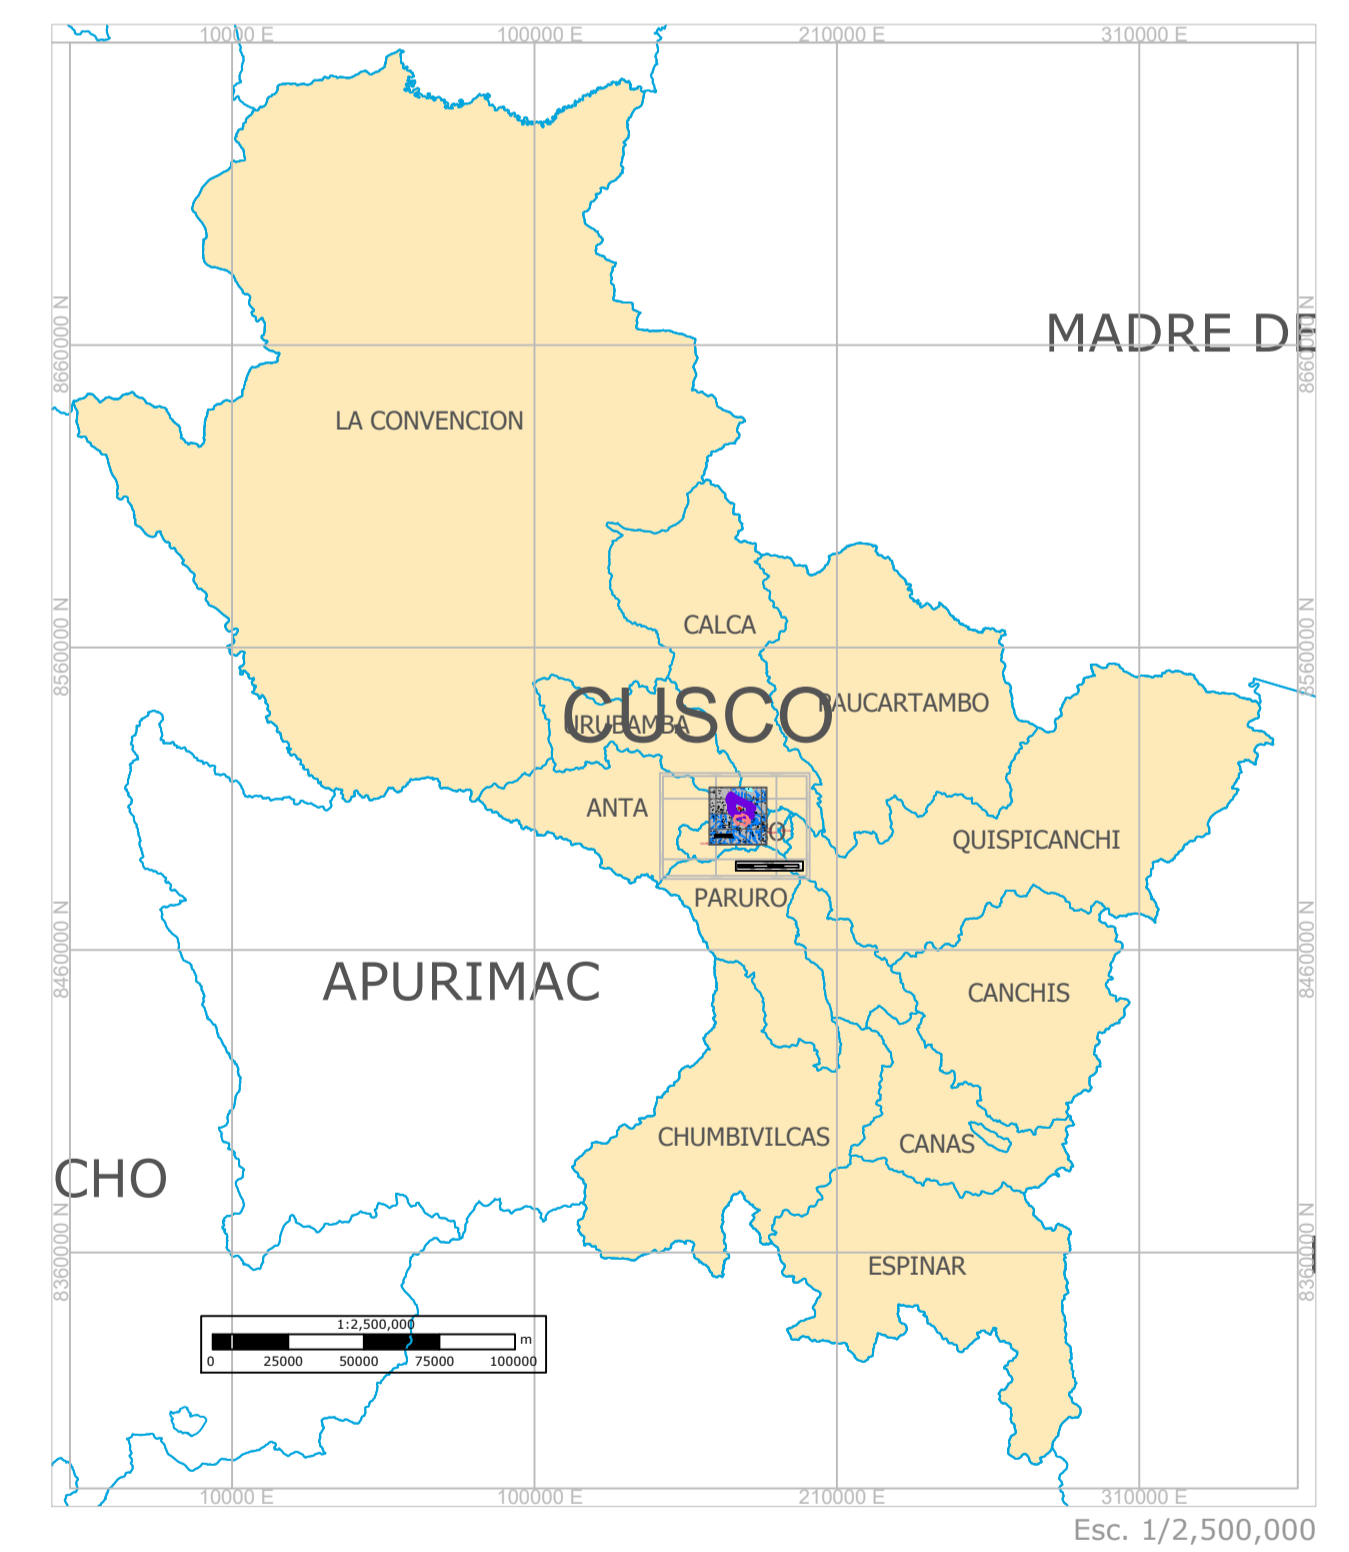 10000 E 100000 E 210000 E 310000 E
8660000 N
MADRE DE
8660000 N
LA CONVENCION
8560000 N
CALCA
8560000 N
CUSCO
PAUCARTAMBO
URUBAMBA
ANTA
O
QUISPICANCHI
PARURO
8460000 N
APURIMAC
CANCHIS
8460000 N
CHUMBIVILCAS
CANAS
CHO
8360000 N
ESPINAR
8360000 N
1:2,500,000
m
0 25000 50000 75000 100000
10000 E 100000 E 210000 E 310000 E
Esc. 1/2,500,000